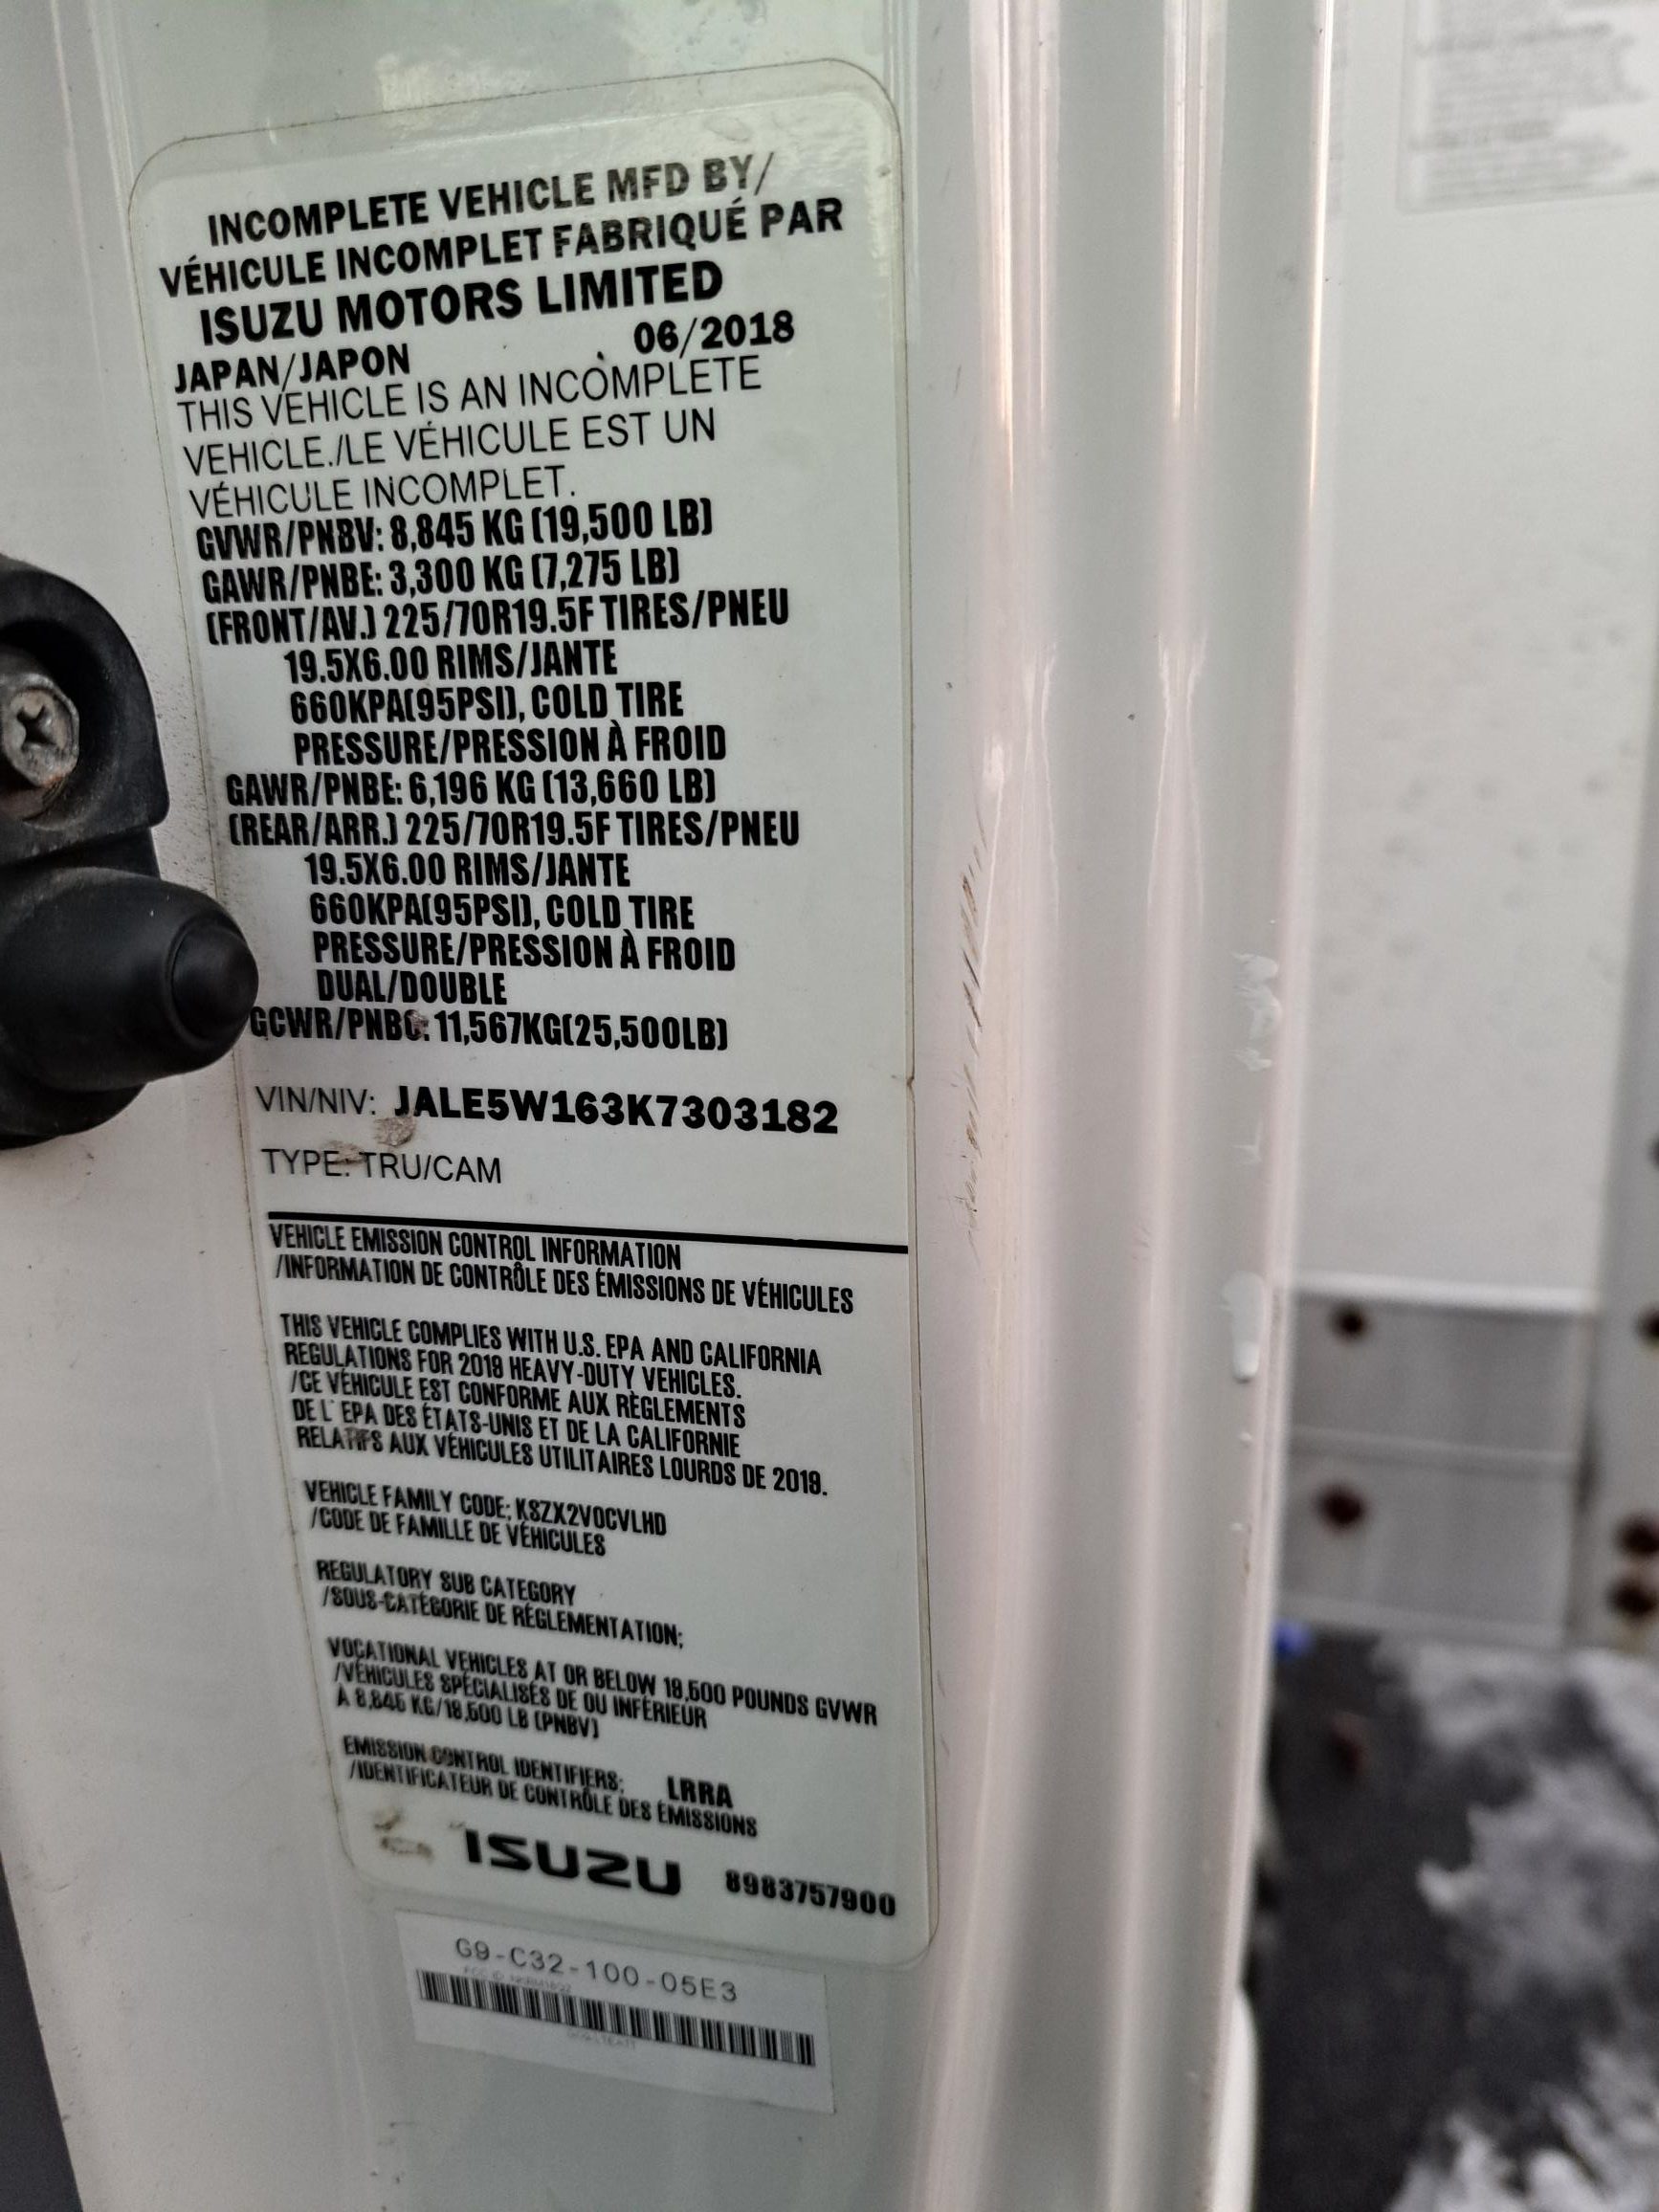 INCOMPLETE VEHICLE MFD BY/
VÉHICULE INCOMPLET FABRIQUÉ PAR
ISUZU MOTORS LIMITED
JAPAN/JAPON 06/2018
THIS VEHICLE IS AN INCOMPLETE
VEHICLE./LE VÉHICULE EST UN
VÉHICULE INCOMPLET.
GVWR/PNBV: 8,845 KG (19,500 LB)
GAWR/PNBE: 3,300 KG (7,275 LB)
(FRONT/AV.) 225/70R19.5F TIRES/PNEU
19.5X6.00 RIMS/JANTE
660KPA(95PSI), COLD TIRE
PRESSURE/PRESSION À FROID
GAWR/PNBE: 6,196 KG (13,660 LB)
(REAR/ARR.) 225/70R19.5F TIRES/PNEU
19.5X6.00 RIMS/JANTE
660KPA(95PSI), COLD TIRE
PRESSURE/PRESSION À FROID
DUAL/DOUBLE
GCWR/PNBC: 11,567KG(25,500LB)
VIN/NIV: JALE5W163K7303182
TYPE: TRU/CAM
VEHICLE EMISSION CONTROL INFORMATION
/INFORMATION DE CONTRÔLE DES ÉMISSIONS DE VÉHICULES
THIS VEHICLE COMPLIES WITH U.S. EPA AND CALIFORNIA
REGULATIONS FOR 2019 HEAVY-DUTY VEHICLES.
/CE VÉHICULE EST CONFORME AUX RÈGLEMENTS
DE L' EPA DES ÉTATS-UNIS ET DE LA CALIFORNIE
RELATIFS AUX VÉHICULES UTILITAIRES LOURDS DE 2019.
VEHICLE FAMILY CODE: KSZX2VOCVLHD
/CODE DE FAMILLE DE VÉHICULES
REGULATORY SUB CATEGORY
/SOUS-CATÉGORIE DE RÉGLEMENTATION;
VOCATIONAL VEHICLES AT OR BELOW 19,500 POUNDS GVWR
/VÉHICULES SPÉCIALISÉS DE OU INFÉRIEUR
À 8,845 KG/19,500 LB (PNBV)
EMISSION CONTROL IDENTIFIERS: LRRA
/IDENTIFICATEUR DE CONTRÔLE DES ÉMISSIONS
ISUZU 8983757900
G9-C32-100-05E3